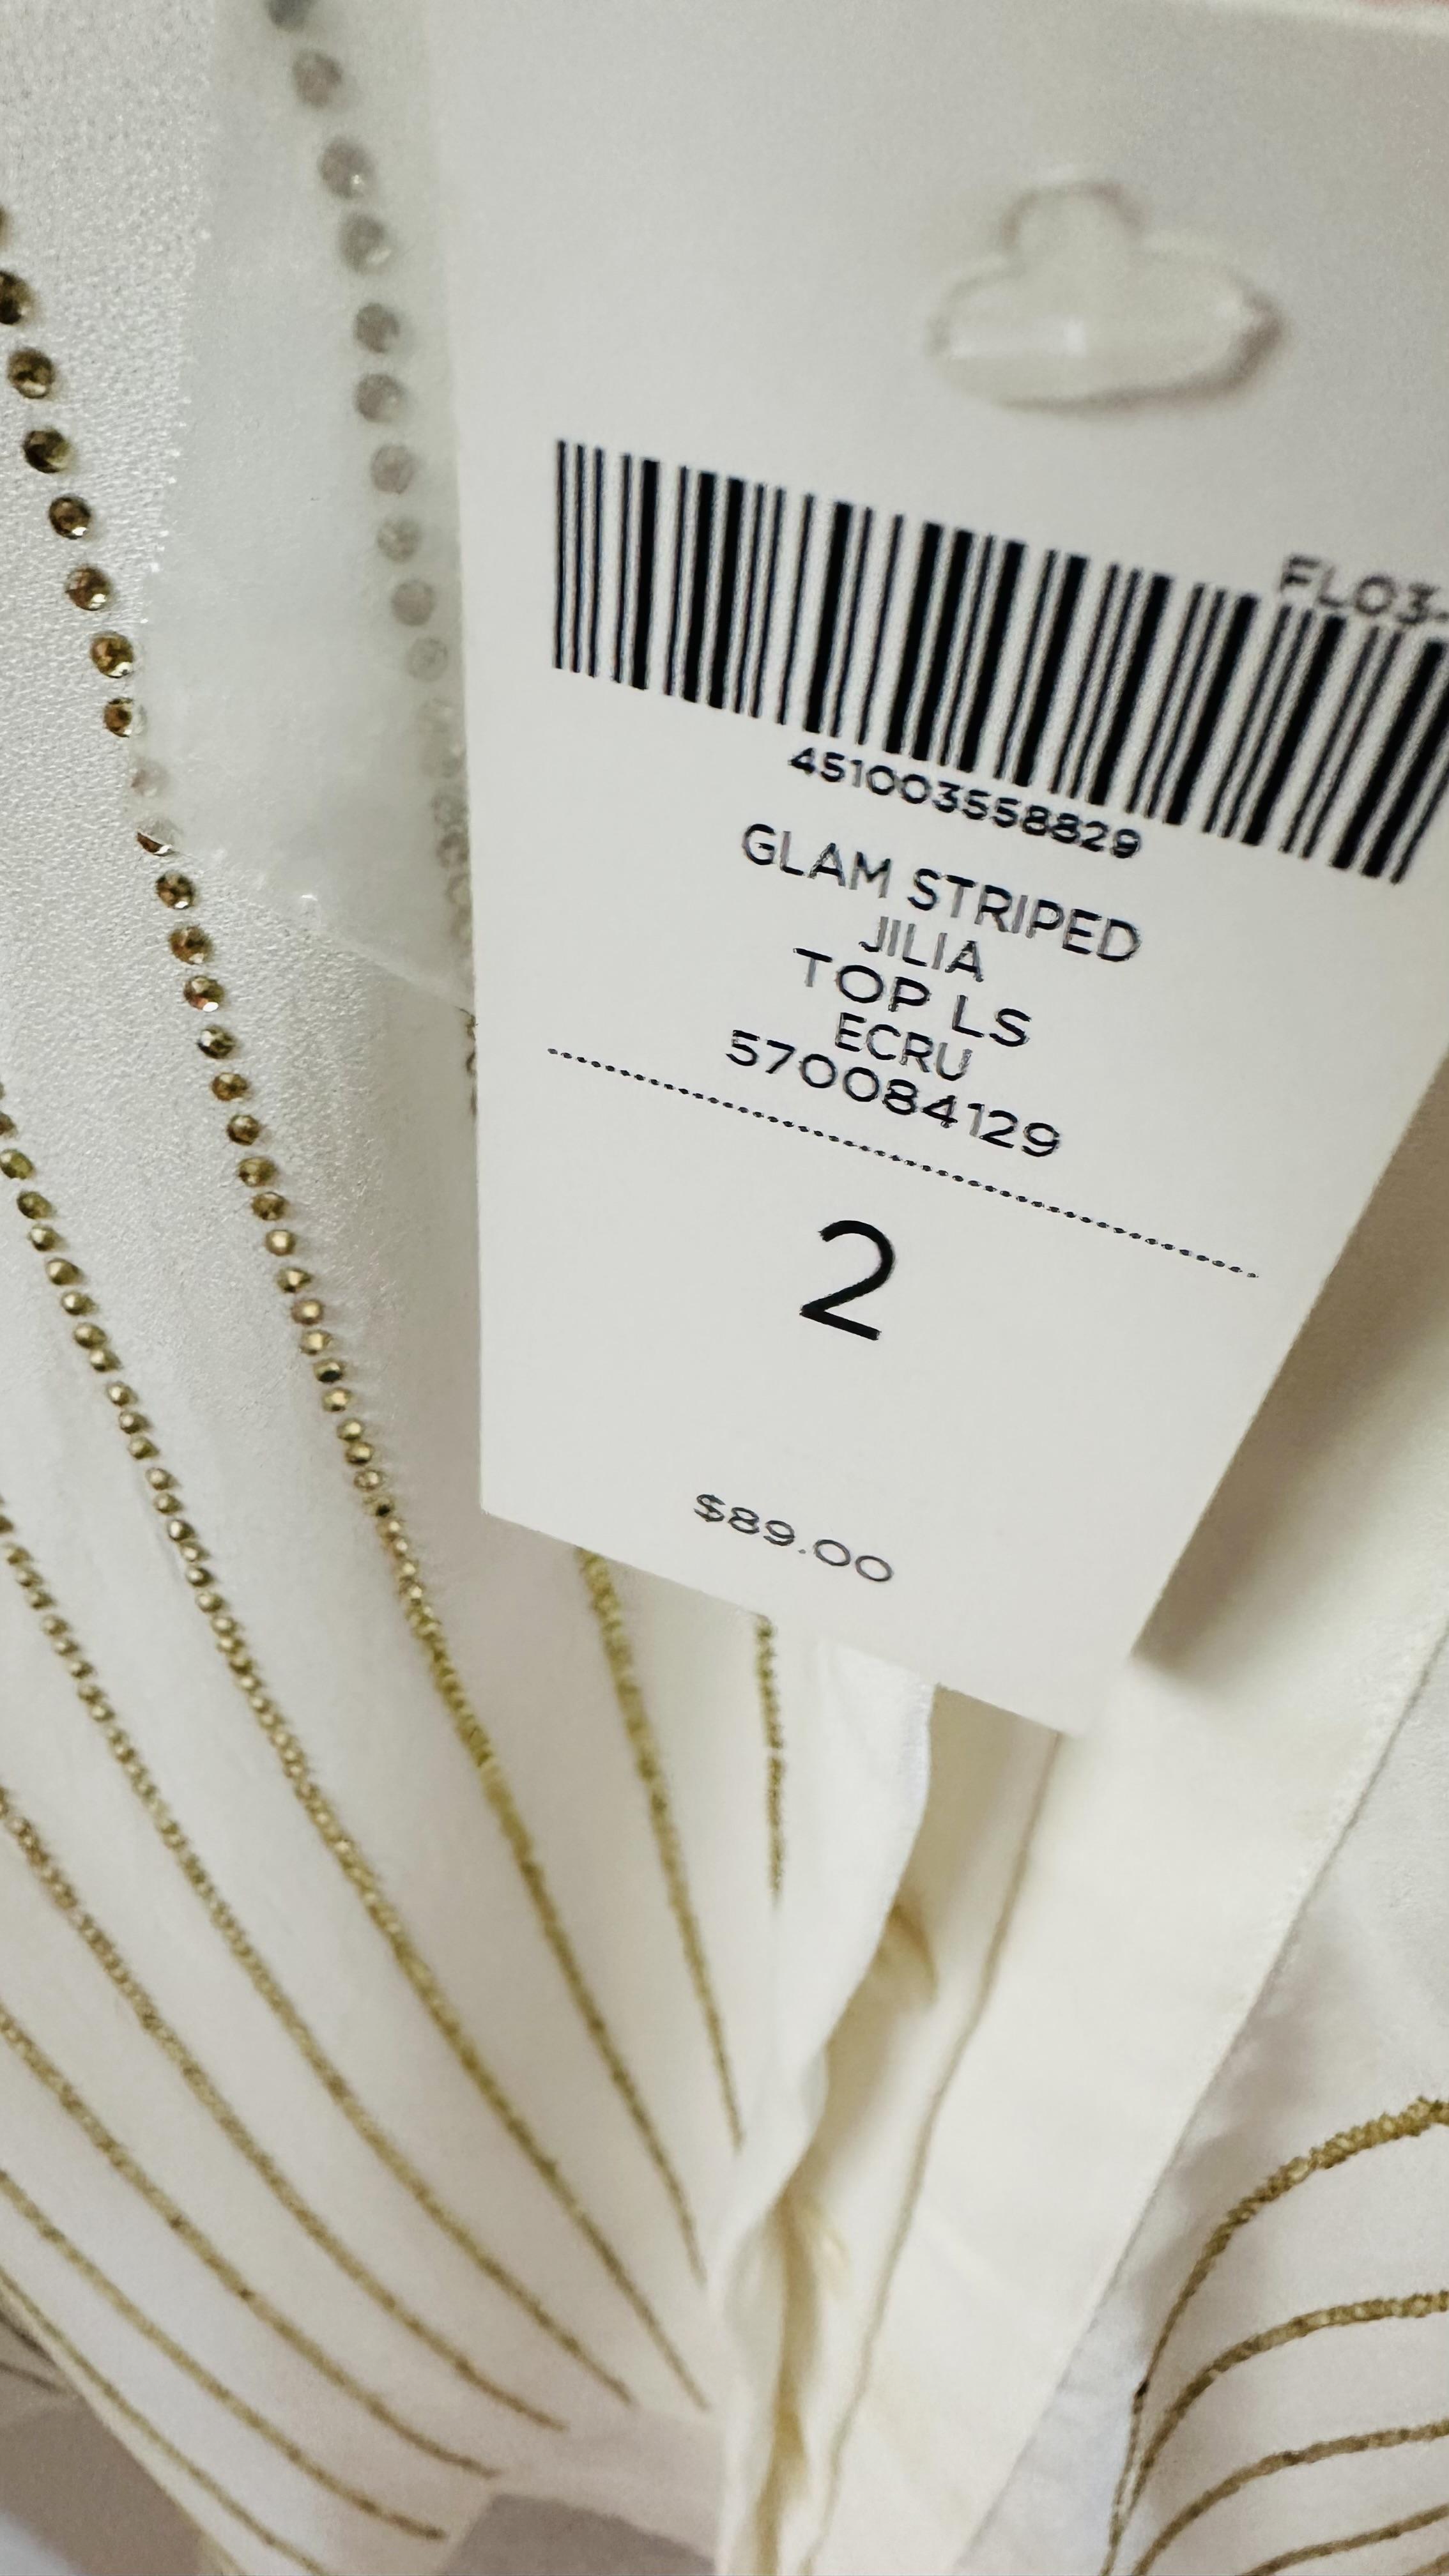 FL03-
451003558829
GLAM STRIPED
JILIA
TOP LS
ECRU
570084129
2
$89.00